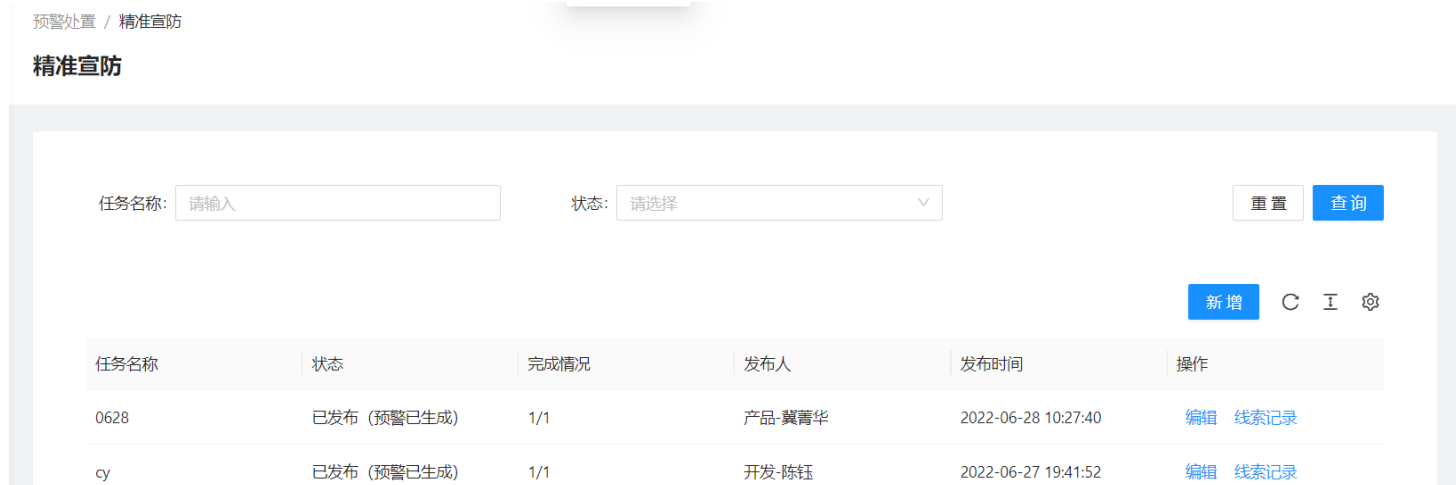 预警处置 / 精准宣防
精准宣防
任务名称: 请输入 状态: 请选择 重置 查询
新增
任务名称 状态 完成情况 发布人 发布时间 操作
0628 已发布（预警已生成） 1/1 产品-冀菁华 2022-06-28 10:27:40 编辑 线索记录
cy 已发布（预警已生成） 1/1 开发-陈钰 2022-06-27 19:41:52 编辑 线索记录